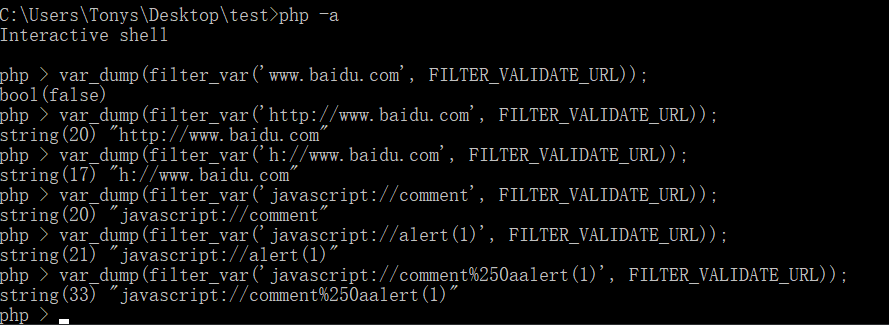 C:\Users\Tonys\Desktop\test>php -a
Interactive shell
php > var_dump(filter_var('www.baidu.com', FILTER_VALIDATE_URL));
bool(false)
php > var_dump(filter_var('http://www.baidu.com', FILTER_VALIDATE_URL));
string(20) "http://www.baidu.com"
php > var_dump(filter_var('h://www.baidu.com', FILTER_VALIDATE_URL));
string(17) "h://www.baidu.com"
php > var_dump(filter_var('javascript://comment', FILTER_VALIDATE_URL));
string(20) "javascript://comment"
php > var_dump(filter_var('javascript://alert(1)', FILTER_VALIDATE_URL));
string(21) "javascript://alert(1)"
php > var_dump(filter_var('javascript://comment%250aalert(1)', FILTER_VALIDATE_URL));
string(33) "javascript://comment%250aalert(1)"
php >